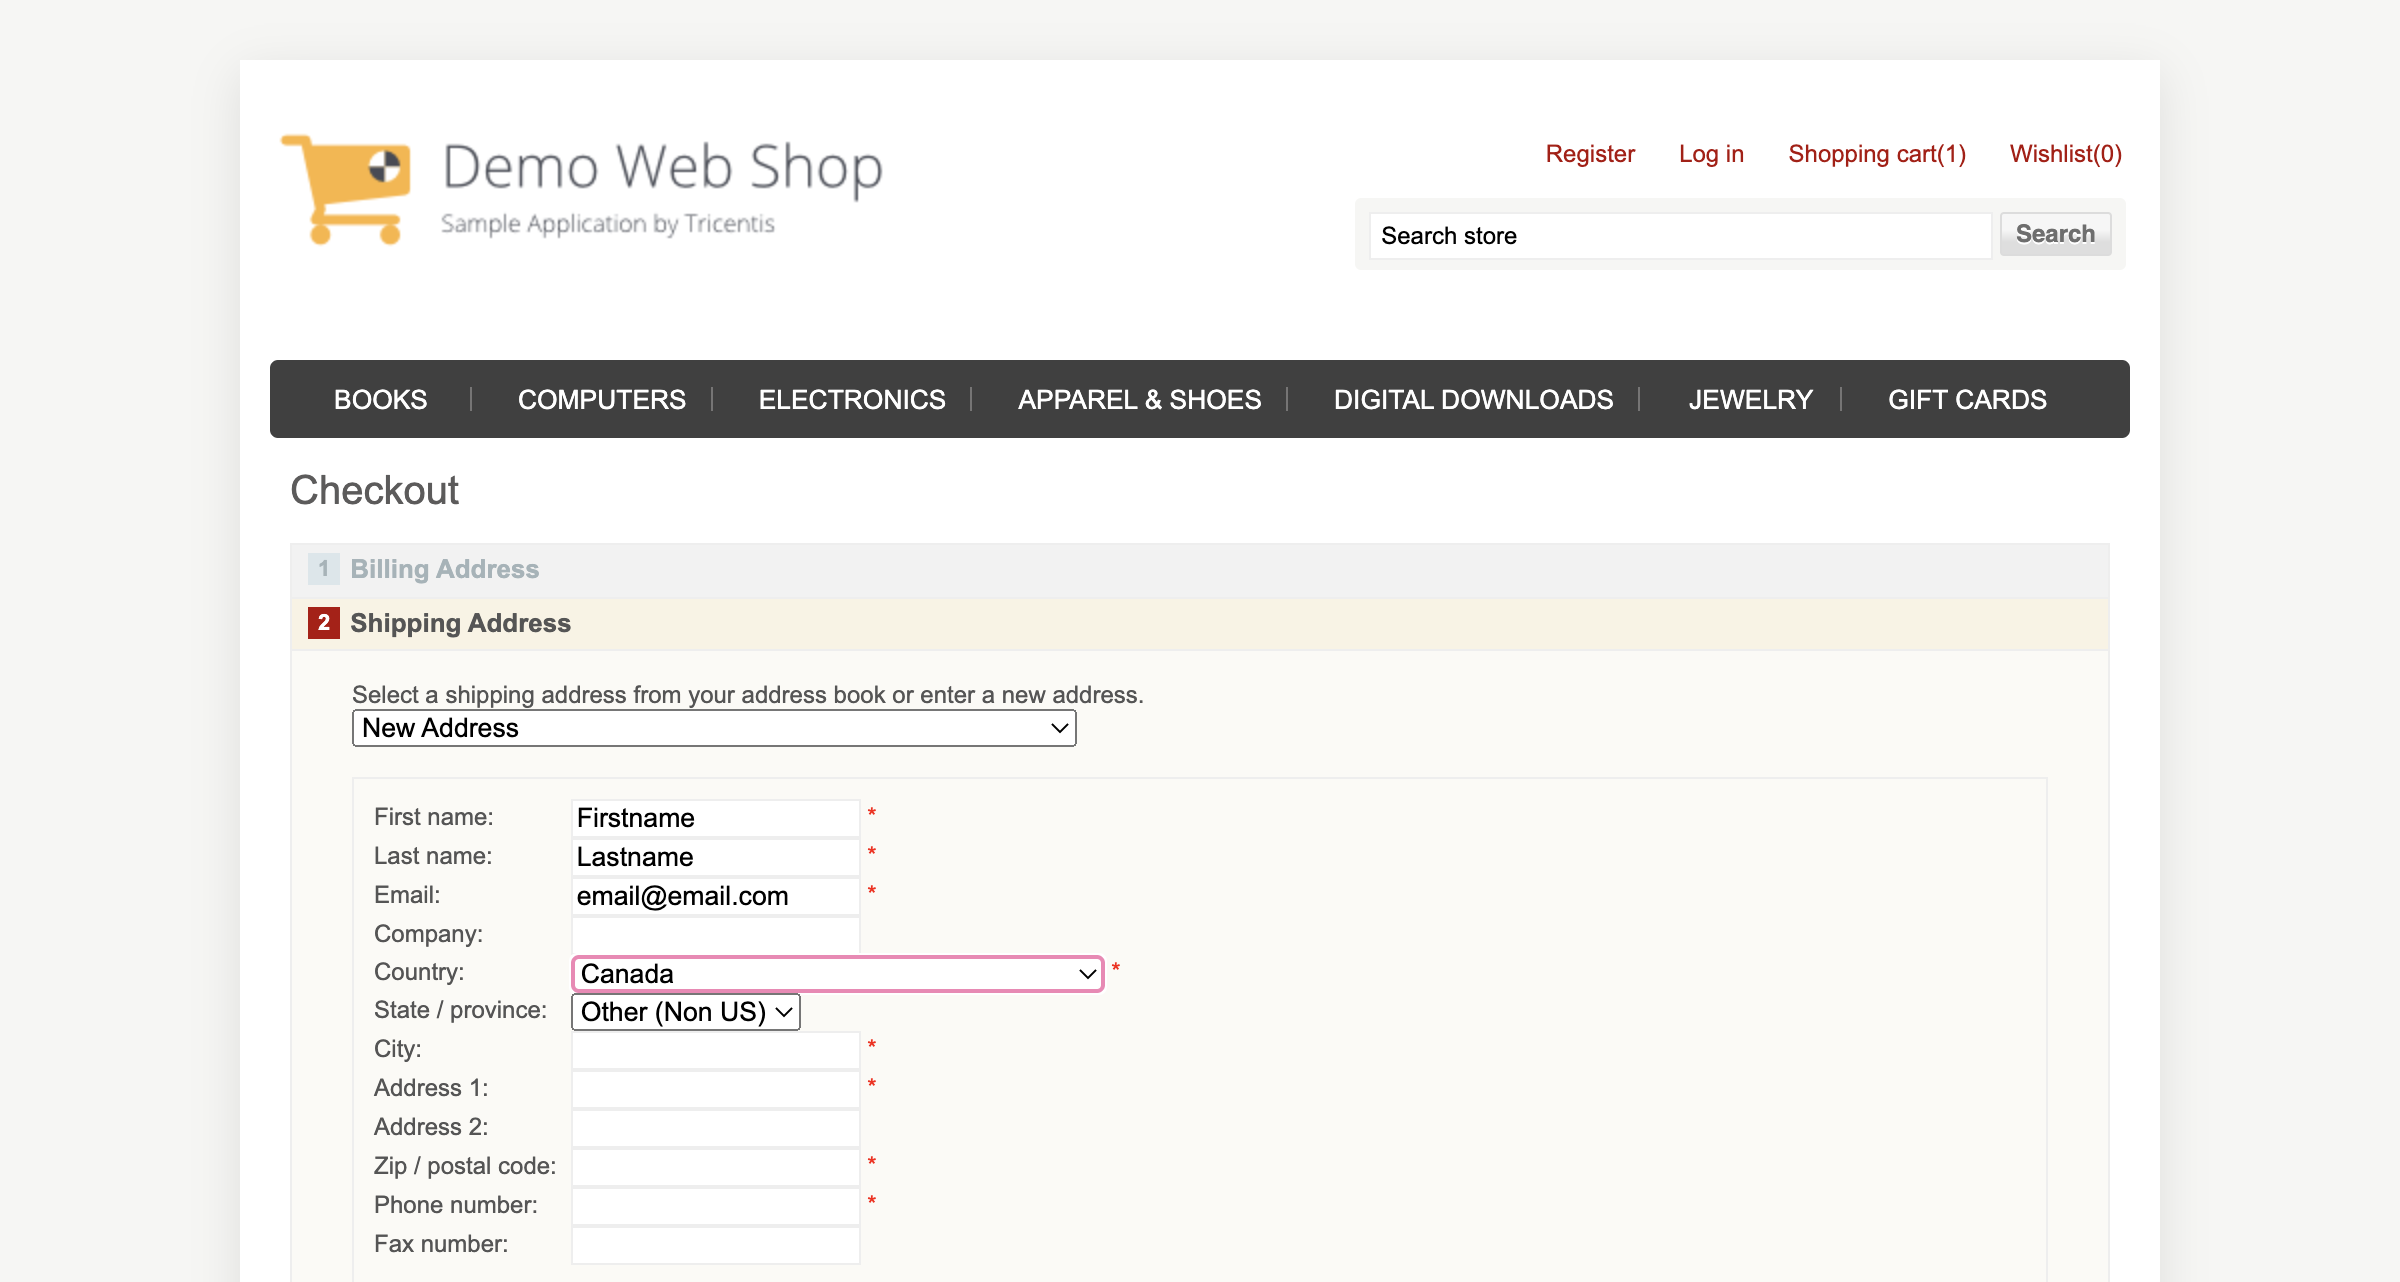 Demo Web Shop
Sample Application by Tricentis
Register Log in Shopping cart(1) Wishlist(0)
Search store Search
BOOKS COMPUTERS ELECTRONICS APPAREL & SHOES DIGITAL DOWNLOADS JEWELRY GIFT CARDS
Checkout
1 Billing Address
2 Shipping Address
Select a shipping address from your address book or enter a new address.
New Address
First name: Firstname *
Last name: Lastname *
Email: email@email.com *
Company:
Country: Canada *
State / province: Other (Non US)
City: *
Address 1: *
Address 2:
Zip / postal code: *
Phone number: *
Fax number: